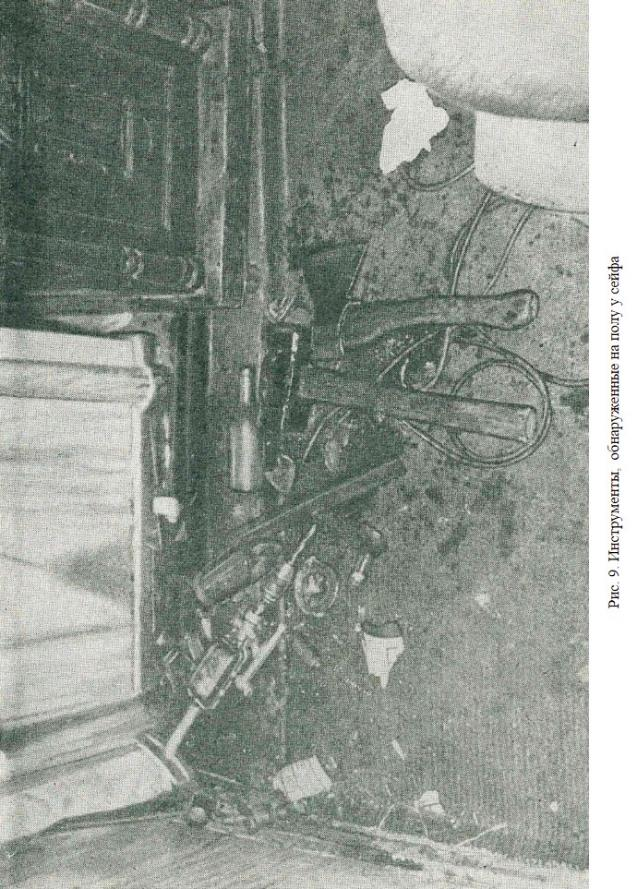 Рис. 9. Инструменты, обнаруженные на полу у сейфа